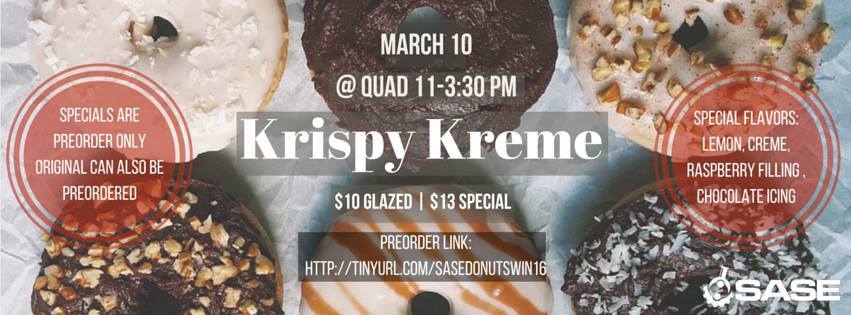 MARCH 10
@ QUAD 11-3:30 PM
Krispy Kreme
$10 GLAZED | $13 SPECIAL
PREORDER LINK:
HTTP://TINYURL.COM/SASEDONUTSWIN16
SPECIALS ARE
PREORDER ONLY
ORIGINAL CAN ALSO BE
PREORDERED
SPECIAL FLAVORS:
LEMON, CREME,
RASPBERRY FILLING ,
CHOCOLATE ICING
SASE